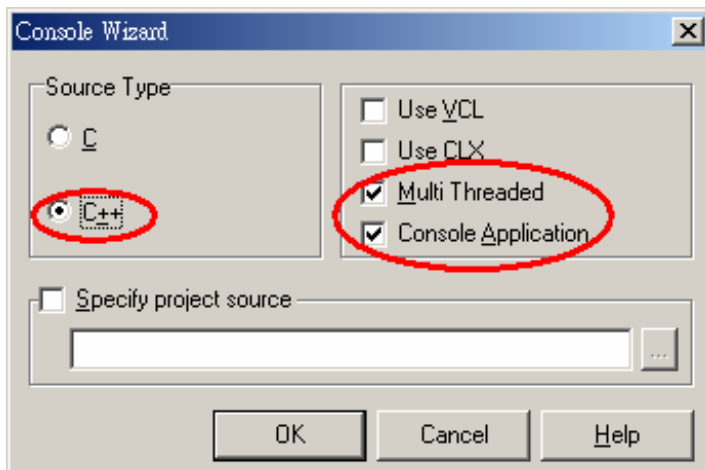 Console Wizard
Source Type
C
C++
Use VCL
Use CLX
Multi Threaded
Console Application
Specify project source
...
OK
Cancel
Help